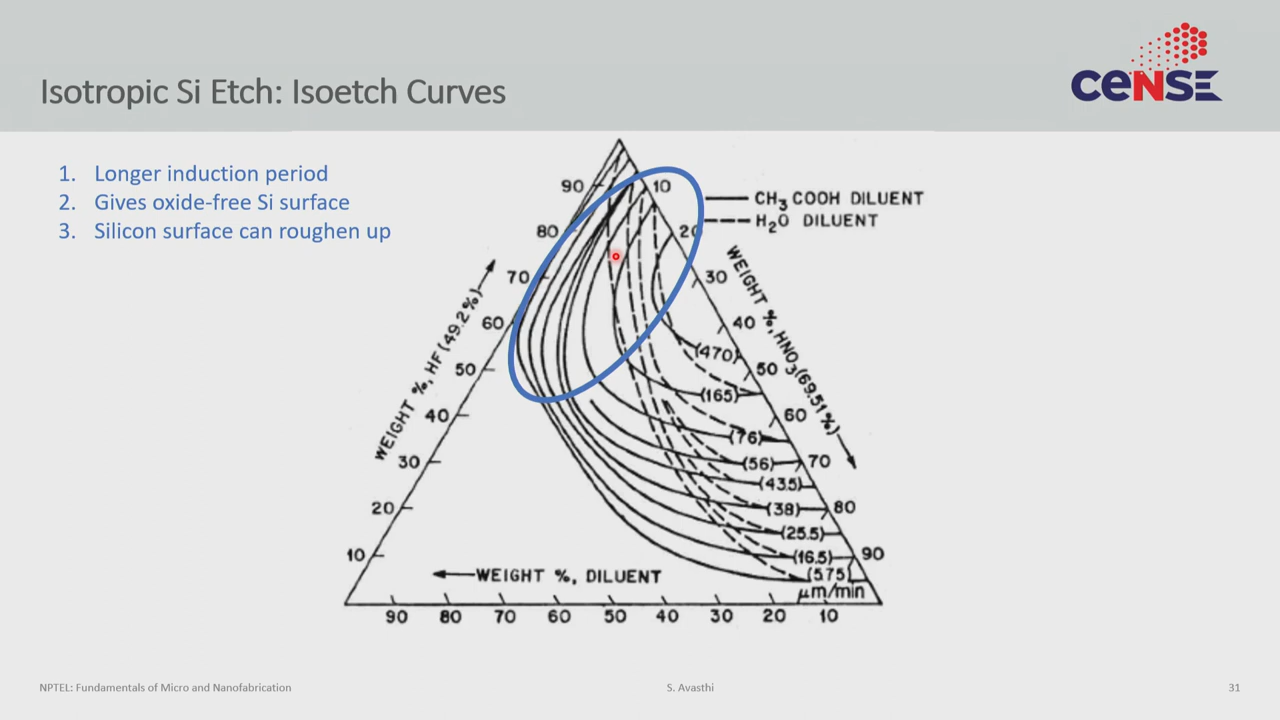 Isotropic Si Etch: Isoetch Curves
CENSE
1. Longer induction period
2. Gives oxide-free Si surface
3. Silicon surface can roughen up
CH3COOH DILUENT
H2O DILUENT
WEIGHT %, HF (49.2%)
90
80
70
60
50
40
30
20
10
WEIGHT %, HNO3 (69.51%)
10
20
30
40
50
60
70
80
90
(470)
(165)
(76)
(56)
(43.5)
(38)
(25.5)
(16.5)
(5.75)
μm/min
WEIGHT %, DILUENT
90 80 70 60 50 40 30 20 10
NPTEL: Fundamentals of Micro and Nanofabrication
S. Avasthi
31